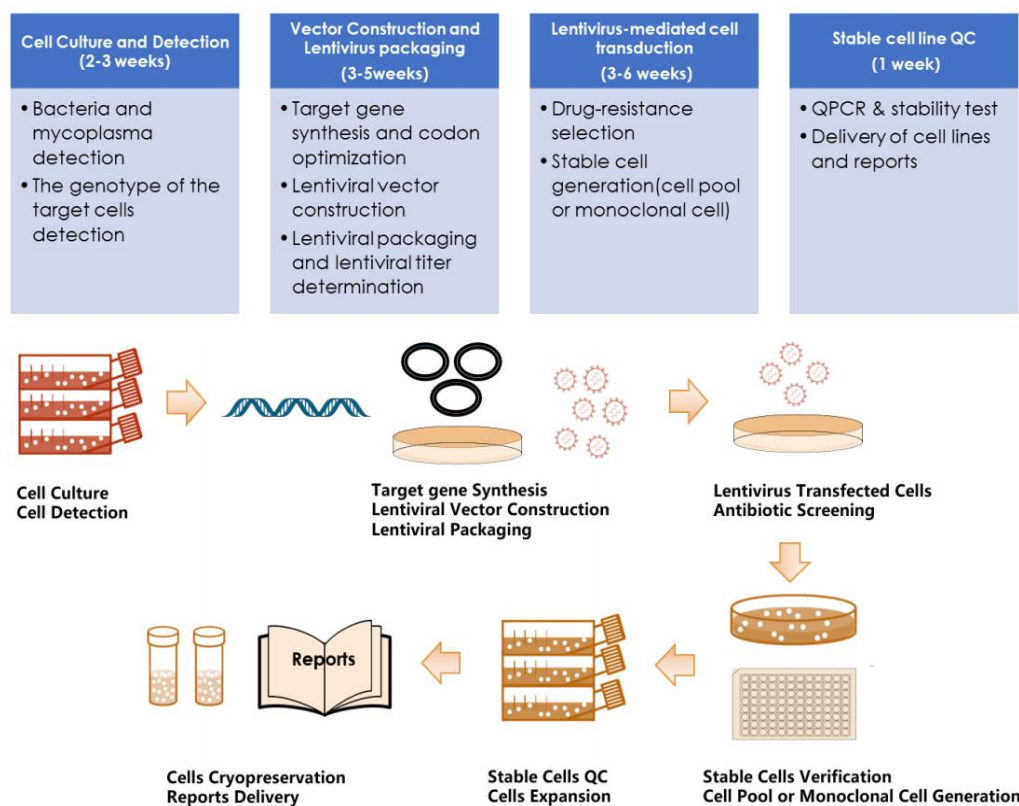 Cell Culture and Detection
(2-3 weeks)
• Bacteria and
mycoplasma
detection
• The genotype of the
target cells
detection
Vector Construction and
Lentivirus packaging
(3-5weeks)
• Target gene
synthesis and codon
optimization
• Lentiviral vector
construction
• Lentiviral packaging
and lentiviral titer
determination
Lentivirus-mediated cell
transduction
(3-6 weeks)
• Drug-resistance
selection
• Stable cell
generation(cell pool
or monoclonal cell)
Stable cell line QC
(1 week)
• QPCR & stability test
• Delivery of cell lines
and reports
Cell Culture
Cell Detection
Target gene Synthesis
Lentiviral Vector Construction
Lentiviral Packaging
Lentivirus Transfected Cells
Antibiotic Screening
Reports
Cells Cryopreservation
Reports Delivery
Stable Cells QC
Cells Expansion
Stable Cells Verification
Cell Pool or Monoclonal Cell Generation